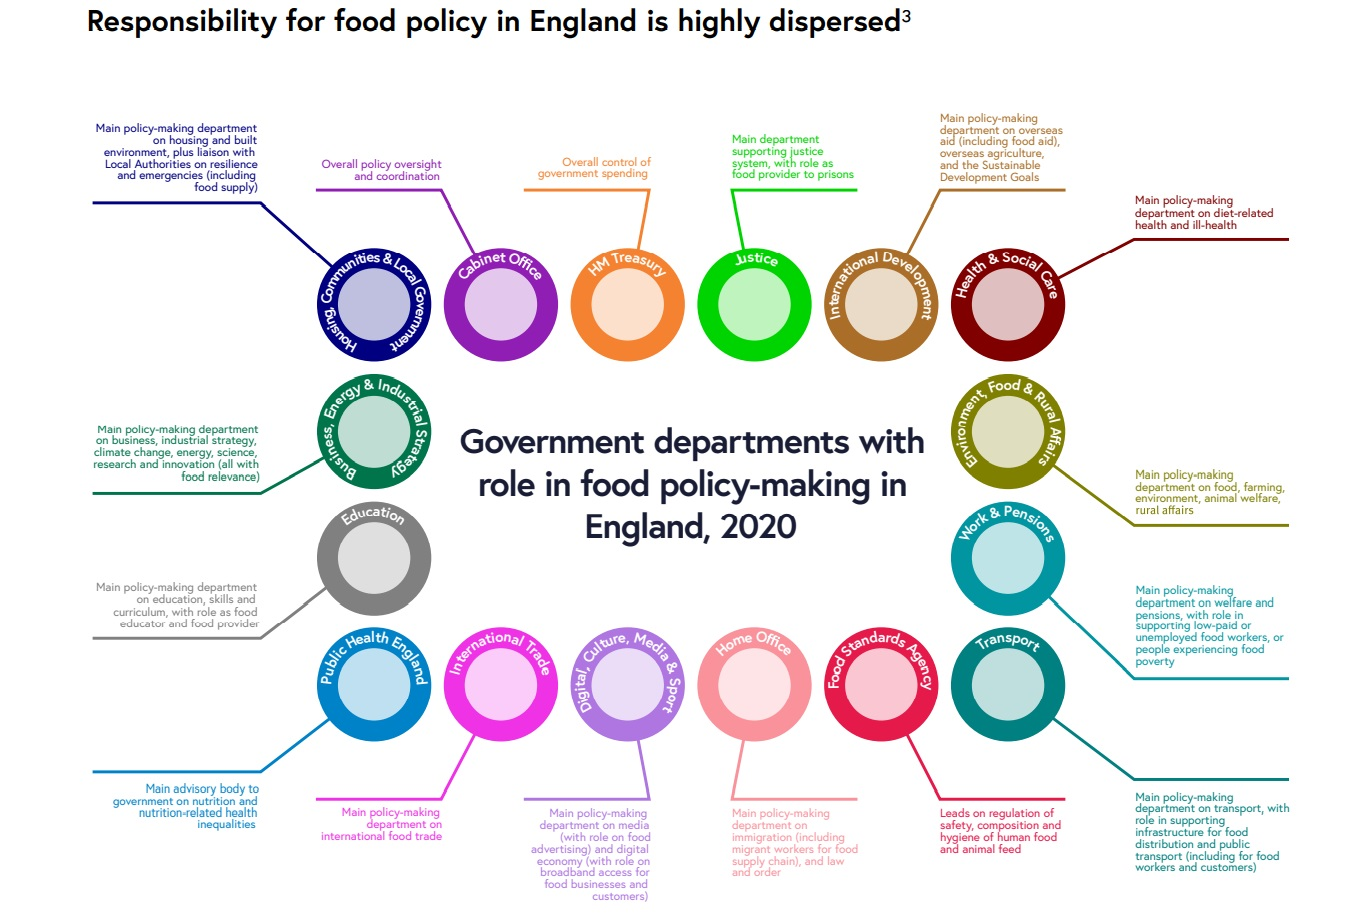 Responsibility for food policy in England is highly dispersed³
Main policy-making department
on housing and built
environment, plus liaison with
Local Authorities on resilience
and emergencies (including
food supply)
Overall policy oversight
and coordination
Overall control of
government spending
Main department
supporting justice
system, with role as
food provider to prisons
Main policy-making
department on overseas
aid (including food aid),
overseas agriculture,
and the Sustainable
Development Goals
Main policy-making
department on diet-related
health and ill-health
Housing, Communities & Local Government
Cabinet Office
HM Treasury
Justice
International Development
Health & Social Care
Business, Energy & Industrial Strategy
Environment, Food & Rural Affairs
Main policy-making department
on business, industrial strategy,
climate change, energy, science,
research and innovation (all with
food relevance)
Government departments with
role in food policy-making in
England, 2020
Main policy-making
department on food, farming,
environment, animal welfare,
rural affairs
Education
Work & Pensions
Main policy-making department
on education, skills and
curriculum, with role as food
educator and food provider
Main policy-making
department on welfare and
pensions, with role in
supporting low-paid or
unemployed food workers, or
people experiencing food
poverty
Public Health England
International Trade
Digital, Culture, Media & Sport
Home Office
Food Standards Agency
Transport
Main advisory body to
government on nutrition and
nutrition-related health
inequalities
Main policy-making
department on
international food trade
Main policy-making
department on media
(with role on food
advertising) and digital
economy (with role on
broadband access for
food businesses and
customers)
Main policy-making
department on
immigration (including
migrant workers for food
supply chain), and law
and order
Leads on regulation of
safety, composition and
hygiene of human food
and animal feed
Main policy-making
department on transport, with
role in supporting
infrastructure for food
distribution and public
transport (including for food
workers and customers)